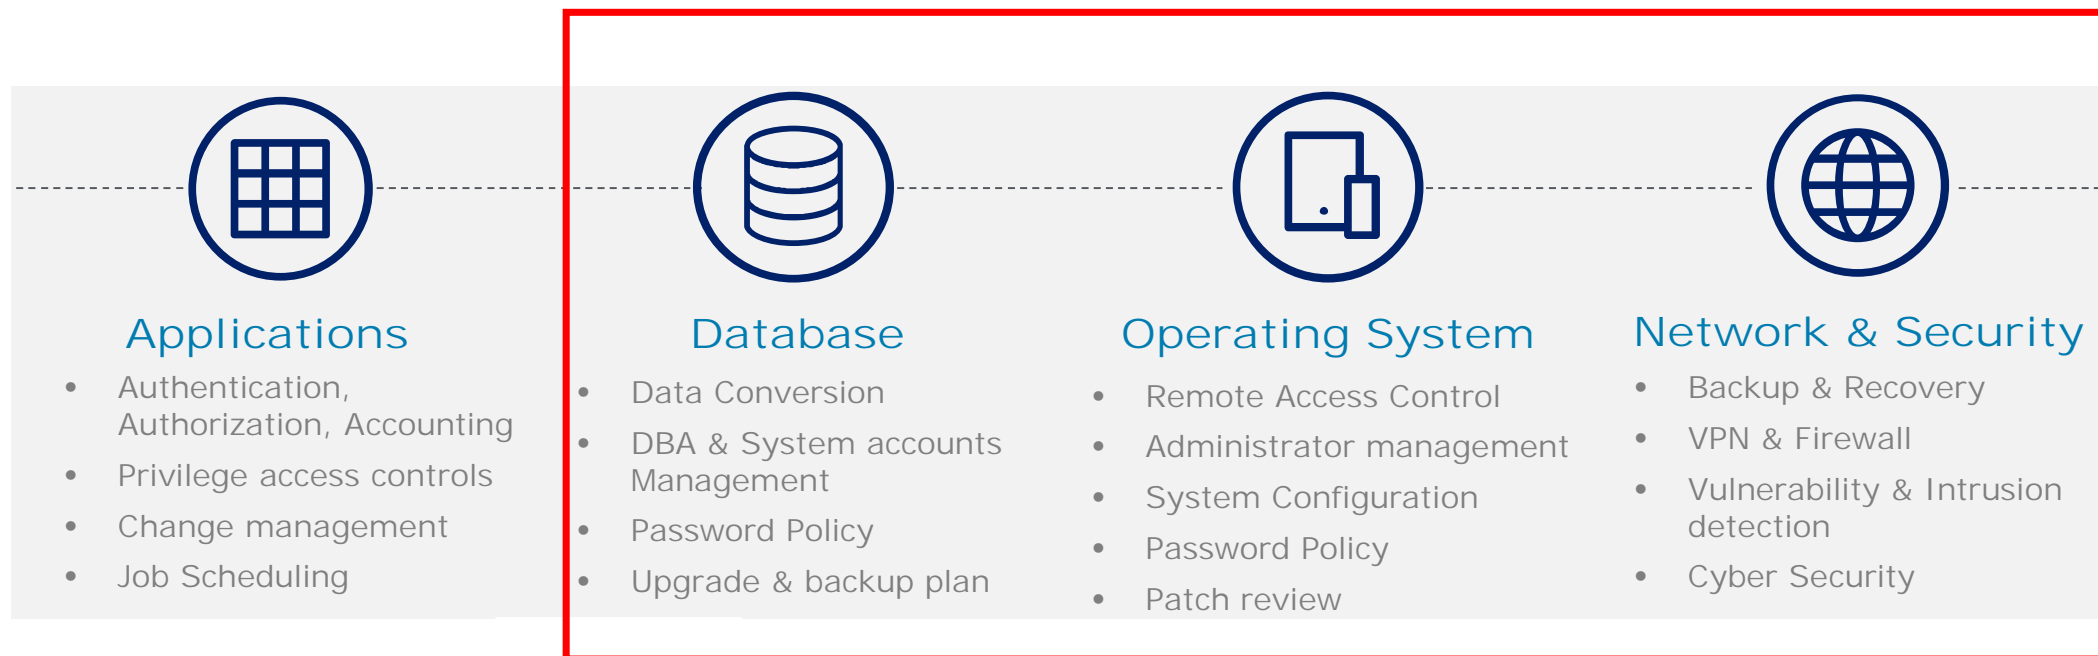 Applications
• Authentication,
Authorization, Accounting
• Privilege access controls
• Change management
• Job Scheduling
Database
• Data Conversion
• DBA & System accounts
Management
• Password Policy
• Upgrade & backup plan
Operating System
• Remote Access Control
• Administrator management
• System Configuration
• Password Policy
• Patch review
Network & Security
• Backup & Recovery
• VPN & Firewall
• Vulnerability & Intrusion
detection
• Cyber Security